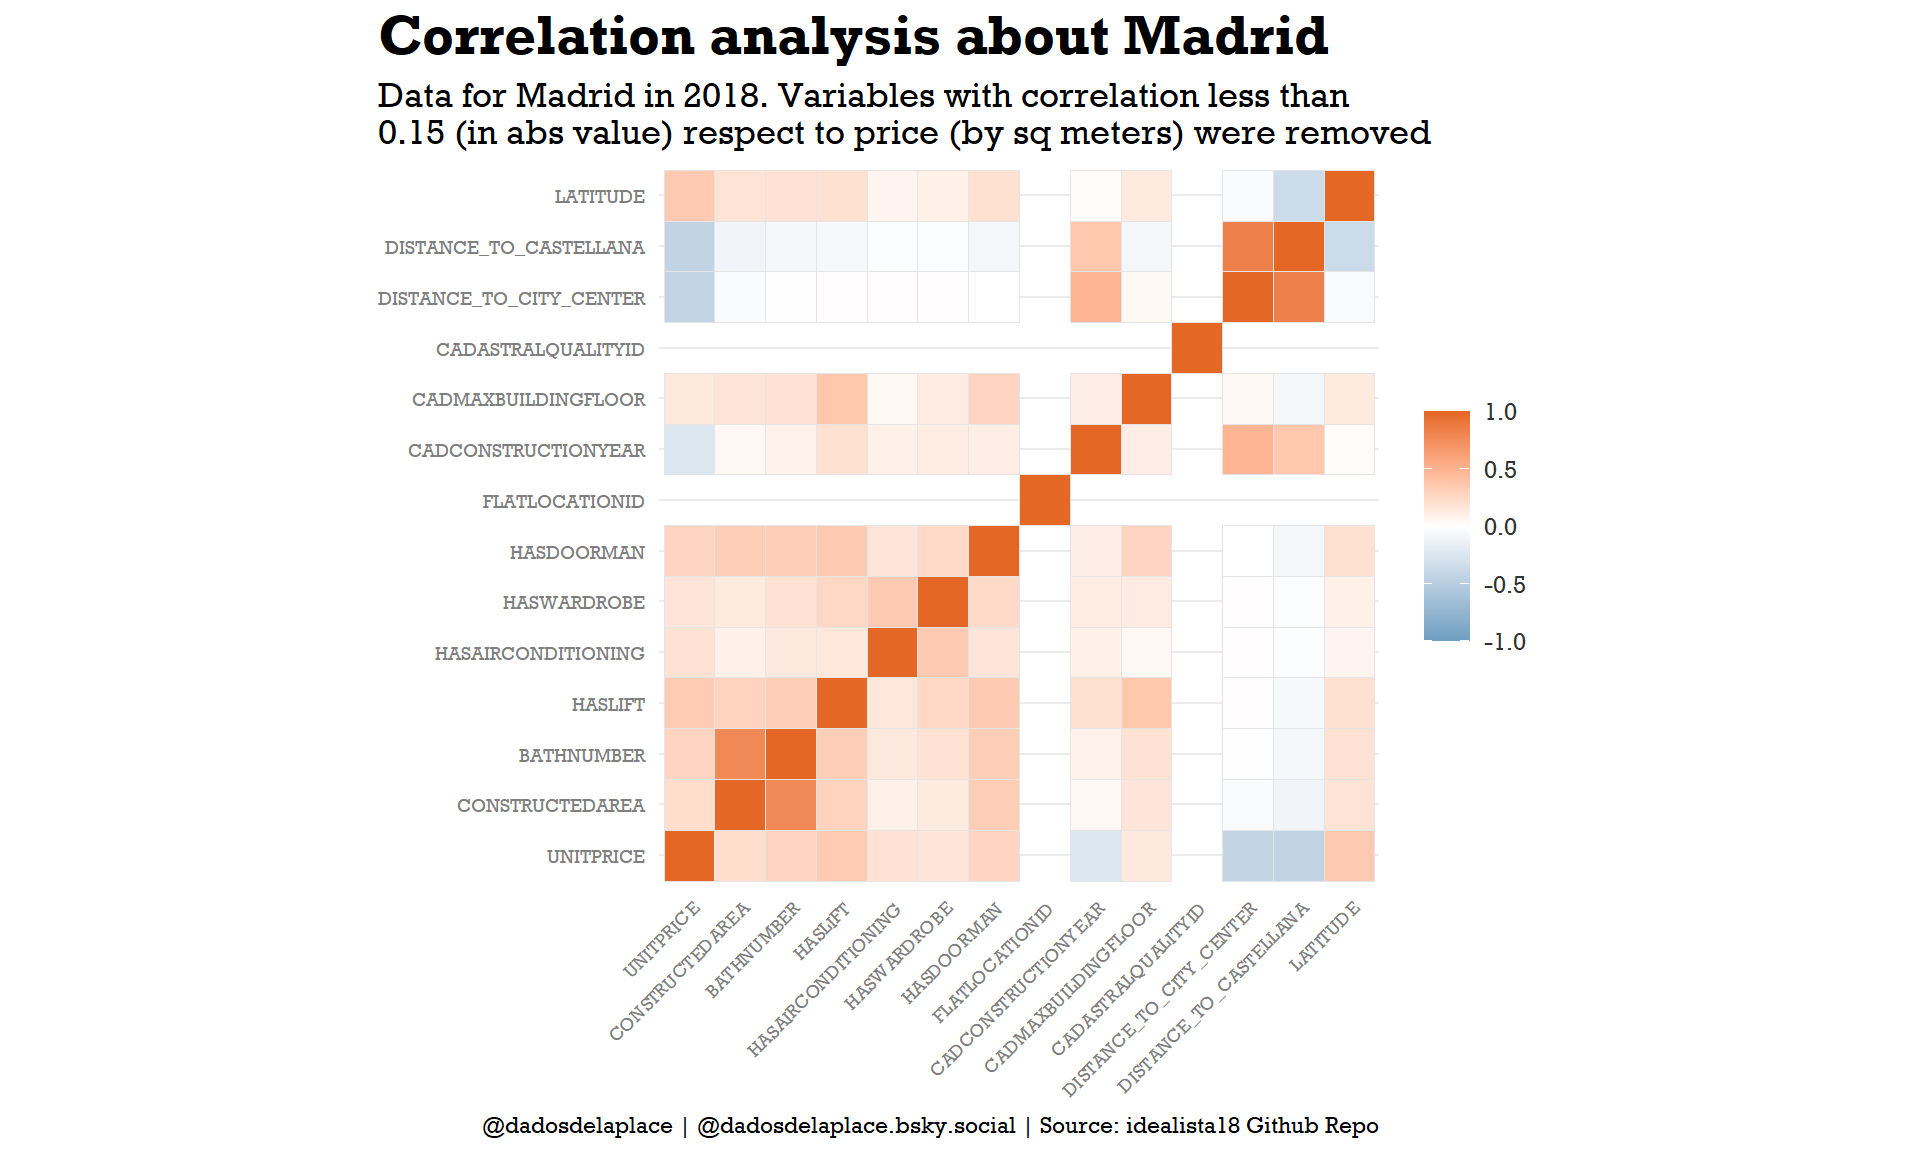 Correlation analysis about Madrid
Data for Madrid in 2018. Variables with correlation less than
0.15 (in abs value) respect to price (by sq meters) were removed
LATITUDE
DISTANCE_TO_CASTELLANA
DISTANCE_TO_CITY_CENTER
CADASTRALQUALITYID
CADMAXBUILDINGFLOOR
CADCONSTRUCTIONYEAR
FLATLOCATIONID
HASDOORMAN
HASWARDROBE
HASAIRCONDITIONING
HASLIFT
BATHNUMBER
CONSTRUCTEDAREA
UNITPRICE
1.0
0.5
0.0
-0.5
-1.0
UNITPRICE
CONSTRUCTEDAREA
BATHNUMBER
HASLIFT
HASAIRCONDITIONING
HASWARDROBE
HASDOORMAN
FLATLOCATIONID
CADCONSTRUCTIONYEAR
CADMAXBUILDINGFLOOR
CADASTRALQUALITYID
DISTANCE_TO_CITY_CENTER
DISTANCE_TO_CASTELLANA
LATITUDE
@dadosdelaplace | @dadosdelaplace.bsky.social | Source: idealista18 Github Repo